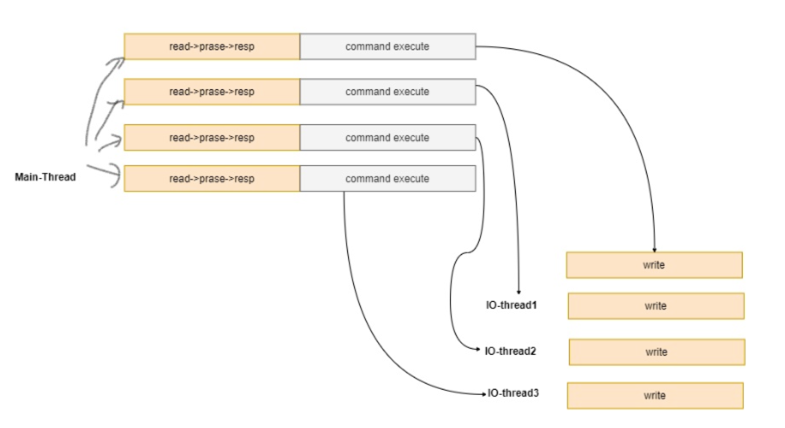 read->prase->resp command execute
read->prase->resp command execute
read->prase->resp command execute
Main-Thread
read->prase->resp command execute
write
IO-thread1 write
IO-thread2 write
IO-thread3 write